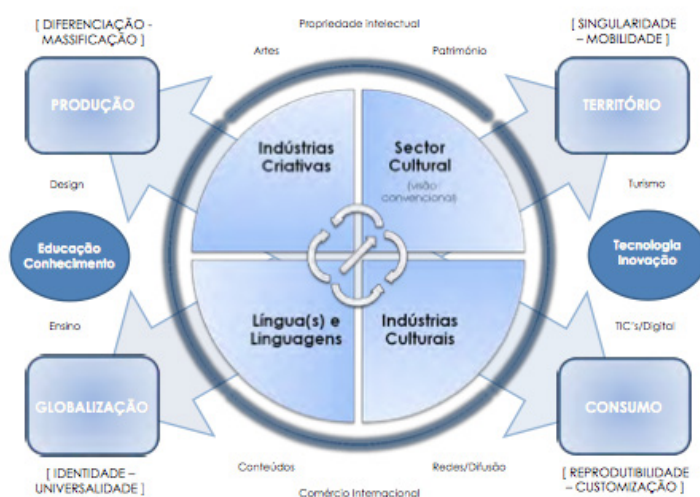 [ DIFERENCIAÇÃO -
MASSIFICAÇÃO ]
Propriedade Intelectual
[ SINGULARIDADE
– MOBILIDADE ]
Artes
Património
PRODUÇÃO
TERRITÓRIO
Indústrias
Criativas
Sector
Cultural
(visão
convencional)
Design
Turismo
Educação
Conhecimento
Tecnologia
Inovação
Ensino
TIC's/Digital
Língua(s) e
Linguagens
Indústrias
Culturais
GLOBALIZAÇÃO
CONSUMO
Conteúdos
Redes/Difusão
[ IDENTIDADE –
UNIVERSALIDADE ]
Comércio Internacional
[ REPRODUTIBILIDADE
– CUSTOMIZAÇÃO ]